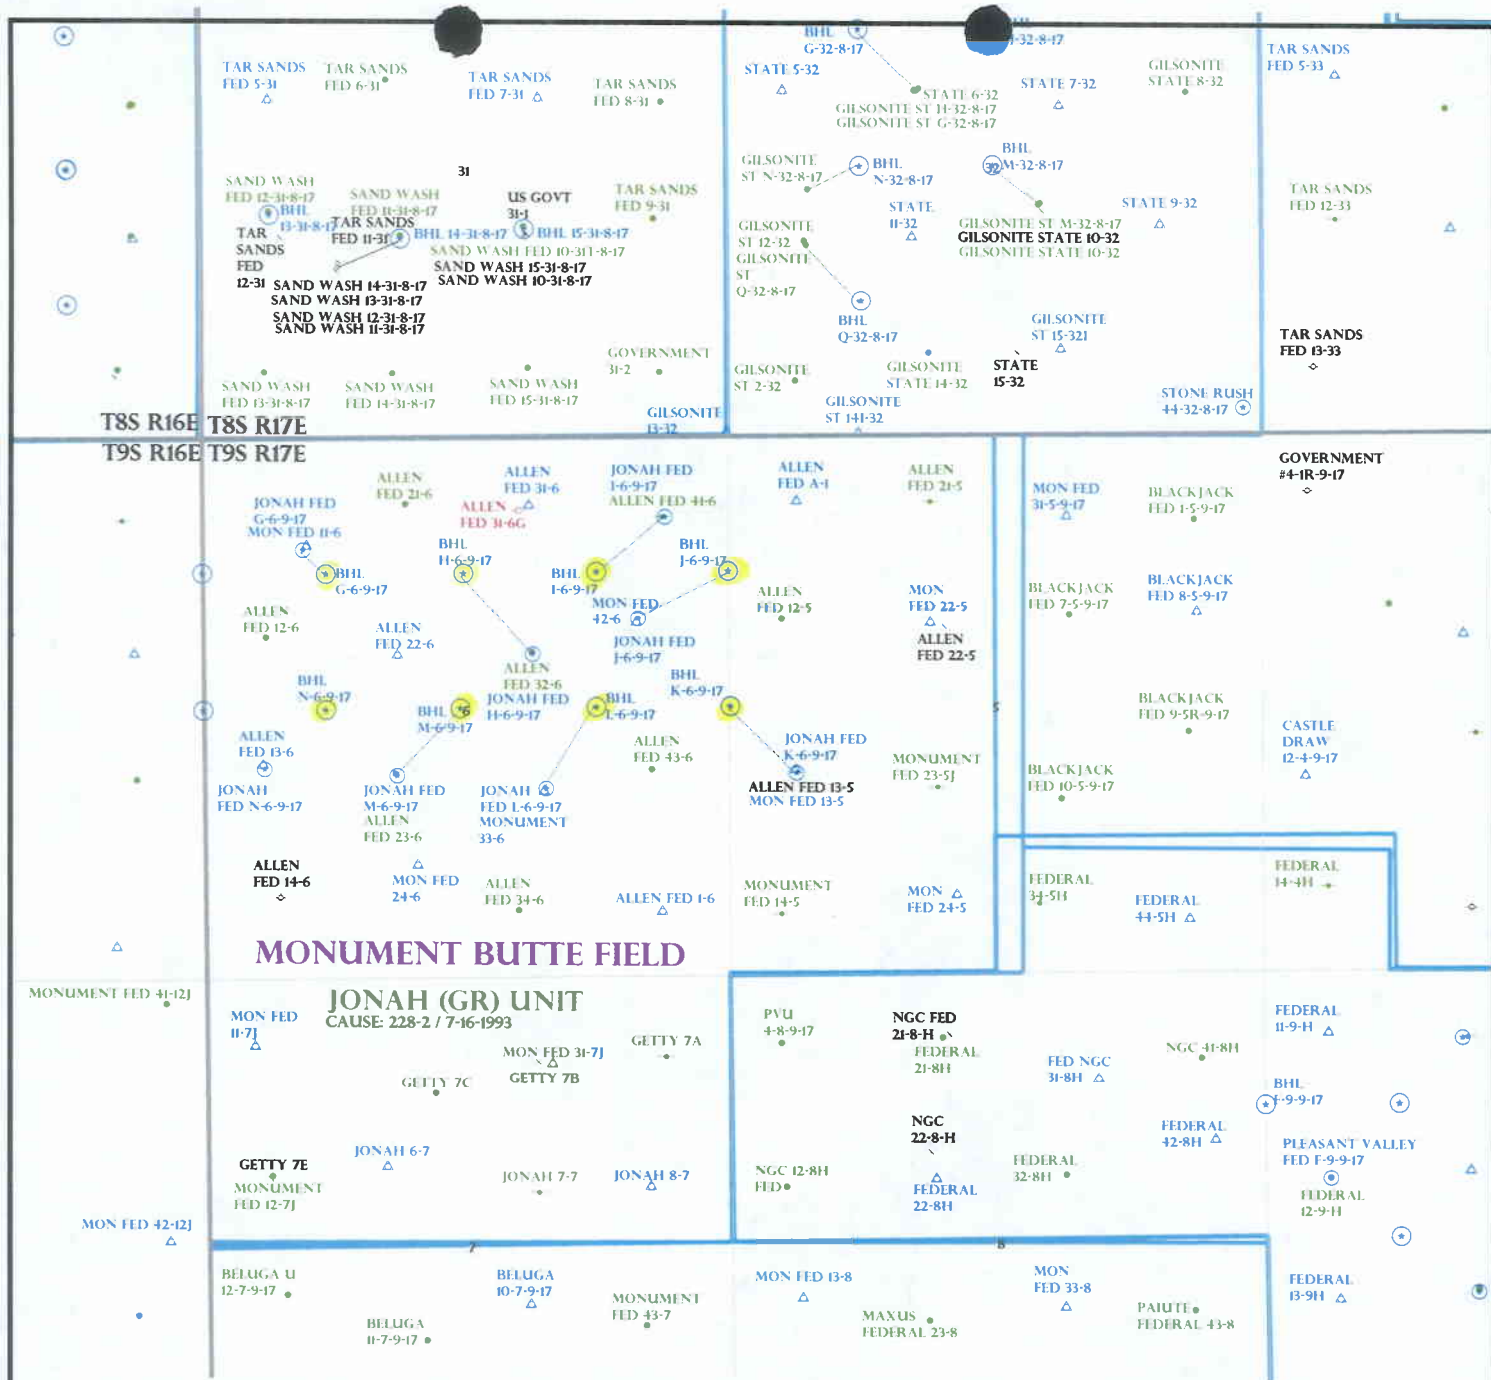 BHL
G-32-8-17
TAR SANDS
FED 5-31
TAR SANDS
FED 6-31
TAR SANDS
FED 7-31
TAR SANDS
FED 8-31
STATE 5-32
STATE 6-32
GILSONITE ST H-32-8-17
GILSONITE ST G-32-8-17
STATE 7-32
GILSONITE
STATE 8-32
TAR SANDS
FED 5-33
31
SAND WASH
FED 12-31-8-17
BHL
13-31-8-17
SAND WASH
FED 11-31-8-17
TAR SANDS
FED 11-31
BHL 14-31-8-17
US GOVT
31-1
BHL 15-31-8-17
TAR SANDS
FED 9-31
SAND WASH FED 10-31T-8-17
SAND WASH 15-31-8-17
SAND WASH 10-31-8-17
TAR
SANDS
FED
12-31
SAND WASH 14-31-8-17
SAND WASH 13-31-8-17
SAND WASH 12-31-8-17
SAND WASH 11-31-8-17
GILSONITE
ST N-32-8-17
BHL
N-32-8-17
32
BHL
M-32-8-17
STATE
11-32
GILSONITE ST M-32-8-17
GILSONITE STATE 10-32
GILSONITE STATE 10-32
STATE 9-32
TAR SANDS
FED 12-33
GILSONITE
ST 12-32
GILSONITE
ST
Q-32-8-17
BHL
Q-32-8-17
GILSONITE
ST 15-321
STATE
15-32
TAR SANDS
FED 13-33
SAND WASH
FED 13-31-8-17
SAND WASH
FED 14-31-8-17
SAND WASH
FED 15-31-8-17
GOVERNMENT
31-2
GILSONITE
13-32
GILSONITE
ST 2-32
GILSONITE
STATE 14-32
GILSONITE
ST 141-32
STONE RUSH
44-32-8-17
T8S R16E T8S R17E
T9S R16E T9S R17E
JONAH FED
G-6-9-17
MON FED 11-6
ALLEN
FED 21-6
ALLEN
FED 31-6
ALLEN
FED 31-6G
JONAH FED
I-6-9-17
ALLEN FED 41-6
ALLEN
FED A-1
ALLEN
FED 21-5
MON FED
31-5-9-17
BLACKJACK
FED 1-5-9-17
GOVERNMENT
#4-1R-9-17
BHL
G-6-9-17
BHL
H-6-9-17
BHL
I-6-9-17
BHL
J-6-9-17
ALLEN
FED 12-6
ALLEN
FED 22-6
MON FED
42-6
JONAH FED
J-6-9-17
ALLEN
FED 12-5
MON
FED 22-5
ALLEN
FED 22-5
BLACKJACK
FED 7-5-9-17
BLACKJACK
FED 8-5-9-17
ALLEN
FED 32-6
JONAH FED
H-6-9-17
BHL
N-6-9-17
BHL
M-6-9-17
6
BHL
L-6-9-17
BHL
K-6-9-17
5
BLACKJACK
FED 9-5R-9-17
ALLEN
FED 13-6
JONAH
FED N-6-9-17
JONAH FED
M-6-9-17
ALLEN
FED 23-6
JONAH
FED L-6-9-17
MONUMENT
33-6
ALLEN
FED 43-6
JONAH FED
K-6-9-17
ALLEN FED 13-5
MON FED 13-5
MONUMENT
FED 23-5J
BLACKJACK
FED 10-5-9-17
CASTLE
DRAW
12-4-9-17
ALLEN
FED 14-6
MON FED
24-6
ALLEN
FED 34-6
ALLEN FED 1-6
MONUMENT
FED 14-5
MON
FED 24-5
FEDERAL
34-5H
FEDERAL
44-5H
FEDERAL
14-4H
MONUMENT BUTTE FIELD
MONUMENT FED 41-12J
JONAH (GR) UNIT
CAUSE: 228-2 / 7-16-1993
MON FED
11-7J
MON FED 31-7J
GETTY 7B
GETTY 7A
GETTY 7C
PVU
4-8-9-17
NGC FED
21-8-H
FEDERAL
21-8H
FED NGC
31-8H
NGC 41-8H
FEDERAL
11-9-H
BHL
F-9-9-17
NGC
22-8-H
FEDERAL
42-8H
PLEASANT VALLEY
FED F-9-9-17
FEDERAL
12-9-H
GETTY 7E
MONUMENT
FED 12-7J
JONAH 6-7
JONAH 7-7
JONAH 8-7
NGC 12-8H
FED
FEDERAL
22-8H
FEDERAL
32-8H
MON FED 42-12J
7
8
BELUGA U
12-7-9-17
BELUGA
11-7-9-17
BELUGA
10-7-9-17
MONUMENT
FED 43-7
MON FED 13-8
MAXUS
FEDERAL 23-8
MON
FED 33-8
PAIUTE
FEDERAL 43-8
FEDERAL
13-9H